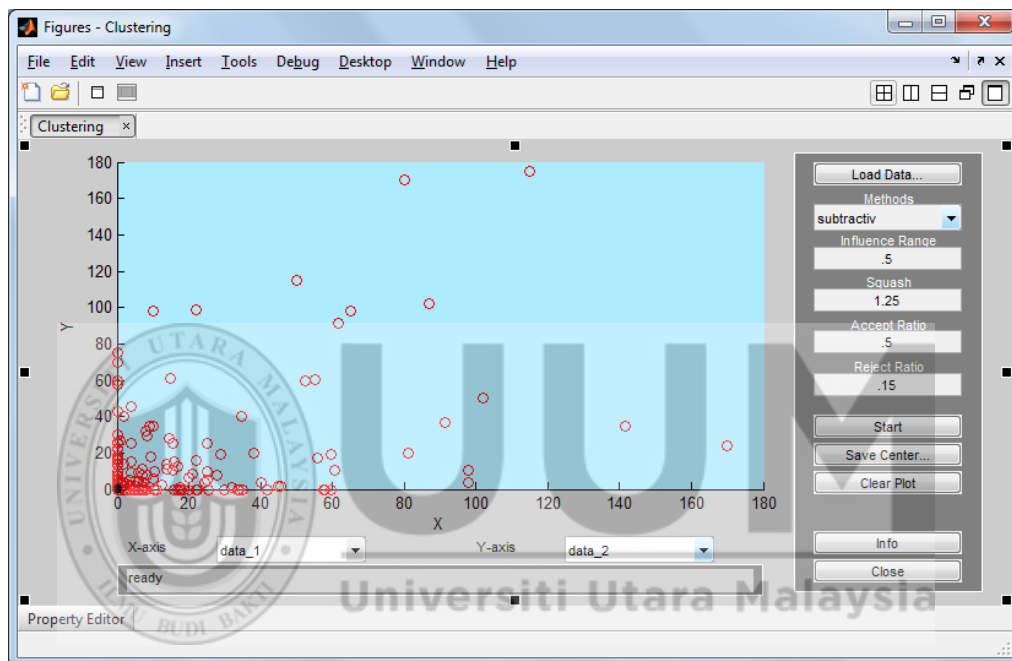 Figures - Clustering
File Edit View Insert Tools Debug Desktop Window Help
Clustering
180
160
140
120
100
80
60
40
20
0
Y
0 20 40 60 80 100 120 140 160 180
X
X-axis data_1 Y-axis data_2
ready
Load Data...
Methods
subtractiv
Influence Range
.5
Squash
1.25
Accept Ratio
.5
Reject Ratio
.15
Start
Save Center...
Clear Plot
Info
Close
Property Editor
UNIVERSITI UTARA MALAYSIA
ILMU BUDI BAKTI
UUM
Universiti Utara Malaysia